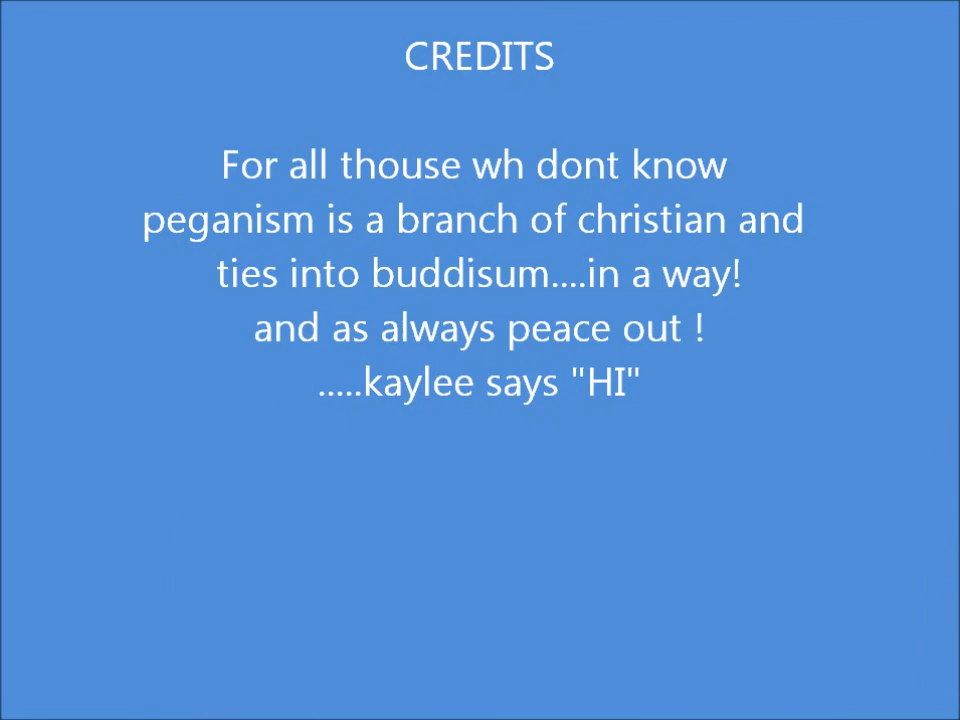 CREDITS
For all thouse wh dont know
peganism is a branch of christian and
ties into buddisum....in a way!
and as always peace out !
.....kaylee says "HI"